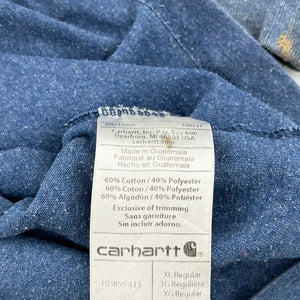 Carhartt, Inc. P.O. Box 600
Dearborn, MI 48121 USA
carhartt.com
Made in Guatemala
Fabriqué au Guatemala
Hecho en Guatemala
60% Cotton / 40% Polyester
60% Coton / 40% Polyester
60% Algodón / 40% Poliéster
Exclusive of trimming
Sans garniture
Sin incluir adorno.
carhartt
103839-413
XL Regular
TG Régulière
XG Regular